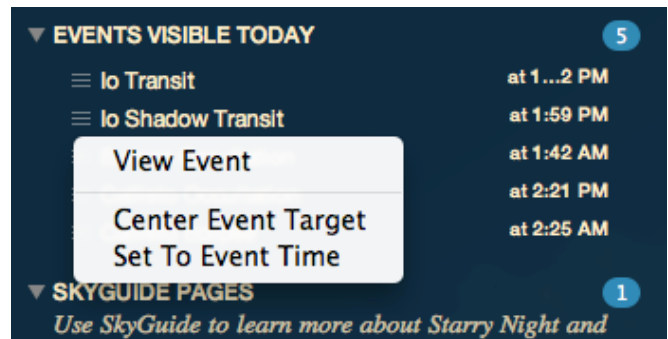 EVENTS VISIBLE TODAY 5
Io Transit at 1...2 PM
Io Shadow Transit at 1:59 PM
View Event at 1:42 AM
at 2:21 PM
Center Event Target at 2:25 AM
Set To Event Time
SKYGUIDE PAGES 1
Use SkyGuide to learn more about Starry Night and